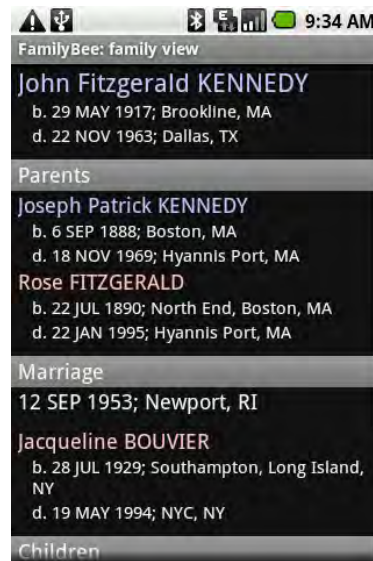 9:34 AM
FamilyBee: family view
John Fitzgerald KENNEDY
b. 29 MAY 1917; Brookline, MA
d. 22 NOV 1963; Dallas, TX
Parents
Joseph Patrick KENNEDY
b. 6 SEP 1888; Boston, MA
d. 18 NOV 1969; Hyannis Port, MA
Rose FITZGERALD
b. 22 JUL 1890; North End, Boston, MA
d. 22 JAN 1995; Hyannis Port, MA
Marriage
12 SEP 1953; Newport, RI
Jacqueline BOUVIER
b. 28 JUL 1929; Southampton, Long Island,
NY
d. 19 MAY 1994; NYC, NY
Children